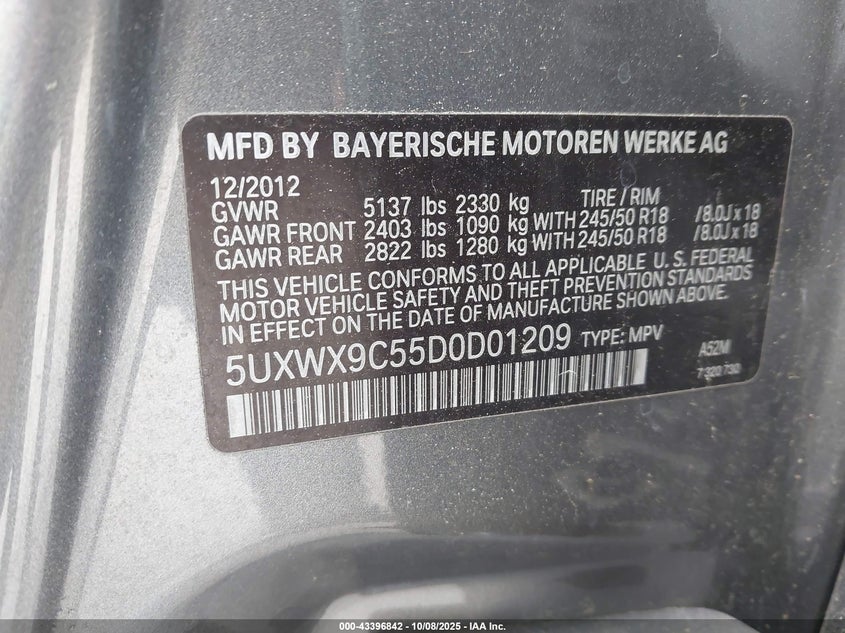 MFD BY BAYERISCHE MOTOREN WERKE AG
12/2012 TIRE / RIM
GVWR 5137 lbs 2330 kg
GAWR FRONT 2403 lbs 1090 kg WITH 245/50 R18 /8.0J x 18
GAWR REAR 2822 lbs 1280 kg WITH 245/50 R18 /8.0J x 18
THIS VEHICLE CONFORMS TO ALL APPLICABLE U.S. FEDERAL
MOTOR VEHICLE SAFETY AND THEFT PREVENTION STANDARDS
IN EFFECT ON THE DATE OF MANUFACTURE SHOWN ABOVE.
5UXWX9C55D0D01209 TYPE: MPV
A52M
7 320 730
000-43396842 - 10/08/2025 - IAA Inc.